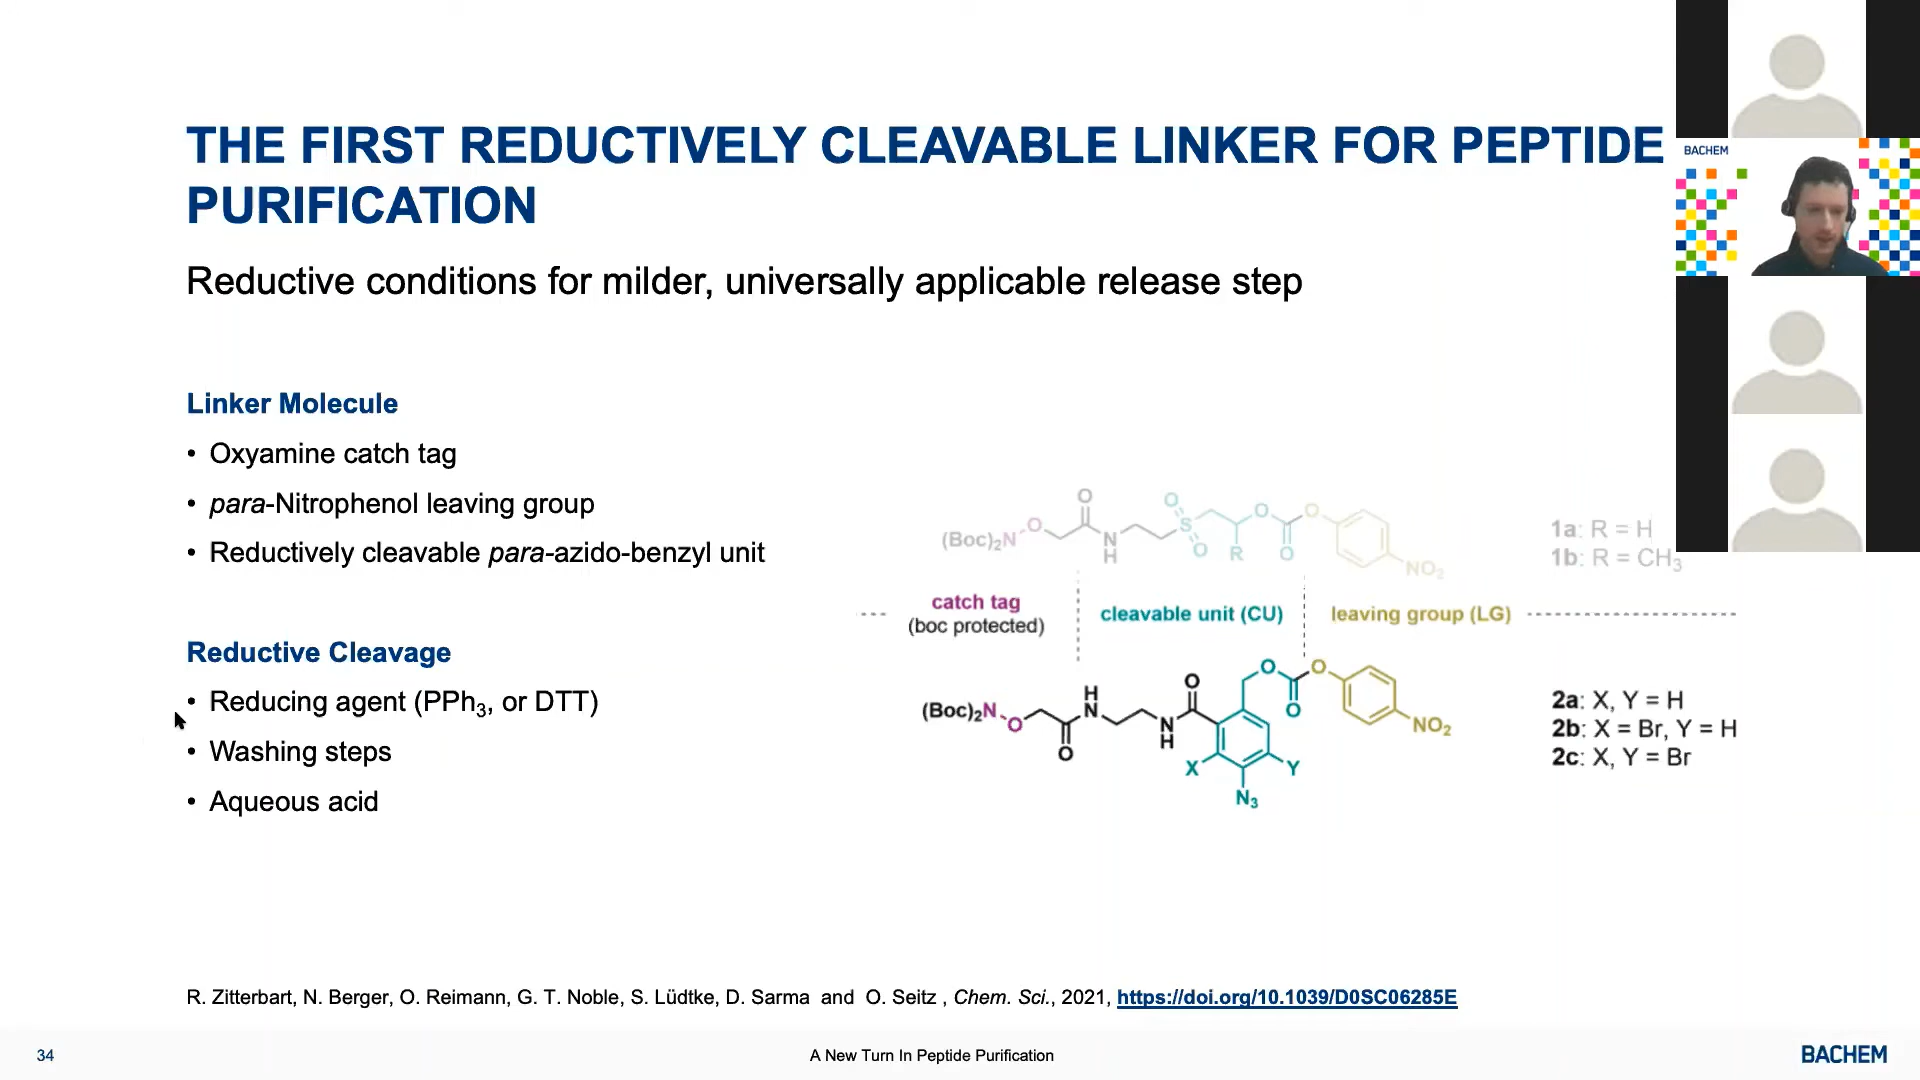 THE FIRST REDUCTIVELY CLEAVABLE LINKER FOR PEPTIDE
PURIFICATION
BACHEM
Reductive conditions for milder, universally applicable release step
Linker Molecule
• Oxyamine catch tag
• para-Nitrophenol leaving group
• Reductively cleavable para-azido-benzyl unit
Reductive Cleavage
• Reducing agent (PPh₃, or DTT)
• Washing steps
• Aqueous acid
(Boc)₂N O O N H O S O R O O O NO₂
1a: R = H
1b: R = CH₃
catch tag
(boc protected)
cleavable unit (CU)
leaving group (LG)
(Boc)₂N O O H N N H O X N₃ Y O O O NO₂
2a: X, Y = H
2b: X = Br, Y = H
2c: X, Y = Br
R. Zitterbart, N. Berger, O. Reimann, G. T. Noble, S. Lüdtke, D. Sarma and O. Seitz , Chem. Sci., 2021, https://doi.org/10.1039/D0SC06285E
34
A New Turn In Peptide Purification
BACHEM